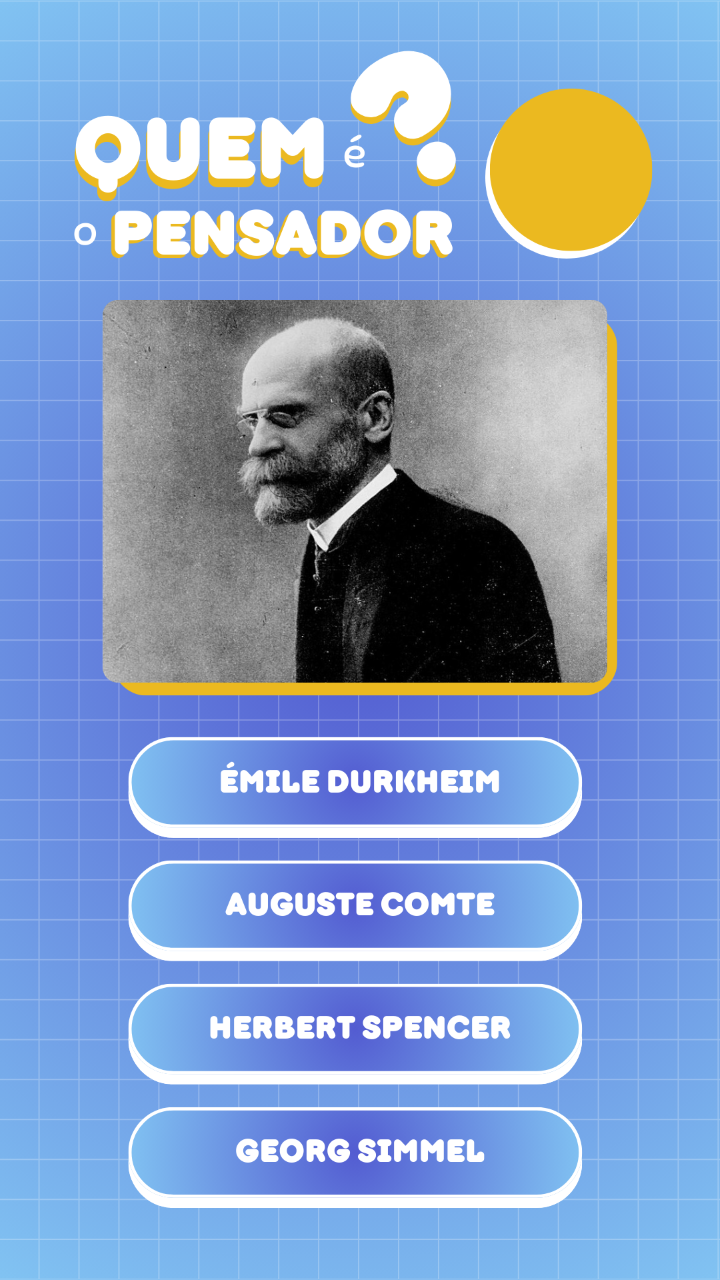 QUEM é ?
o PENSADOR
ÉMILE DURKHEIM
AUGUSTE COMTE
HERBERT SPENCER
GEORG SIMMEL